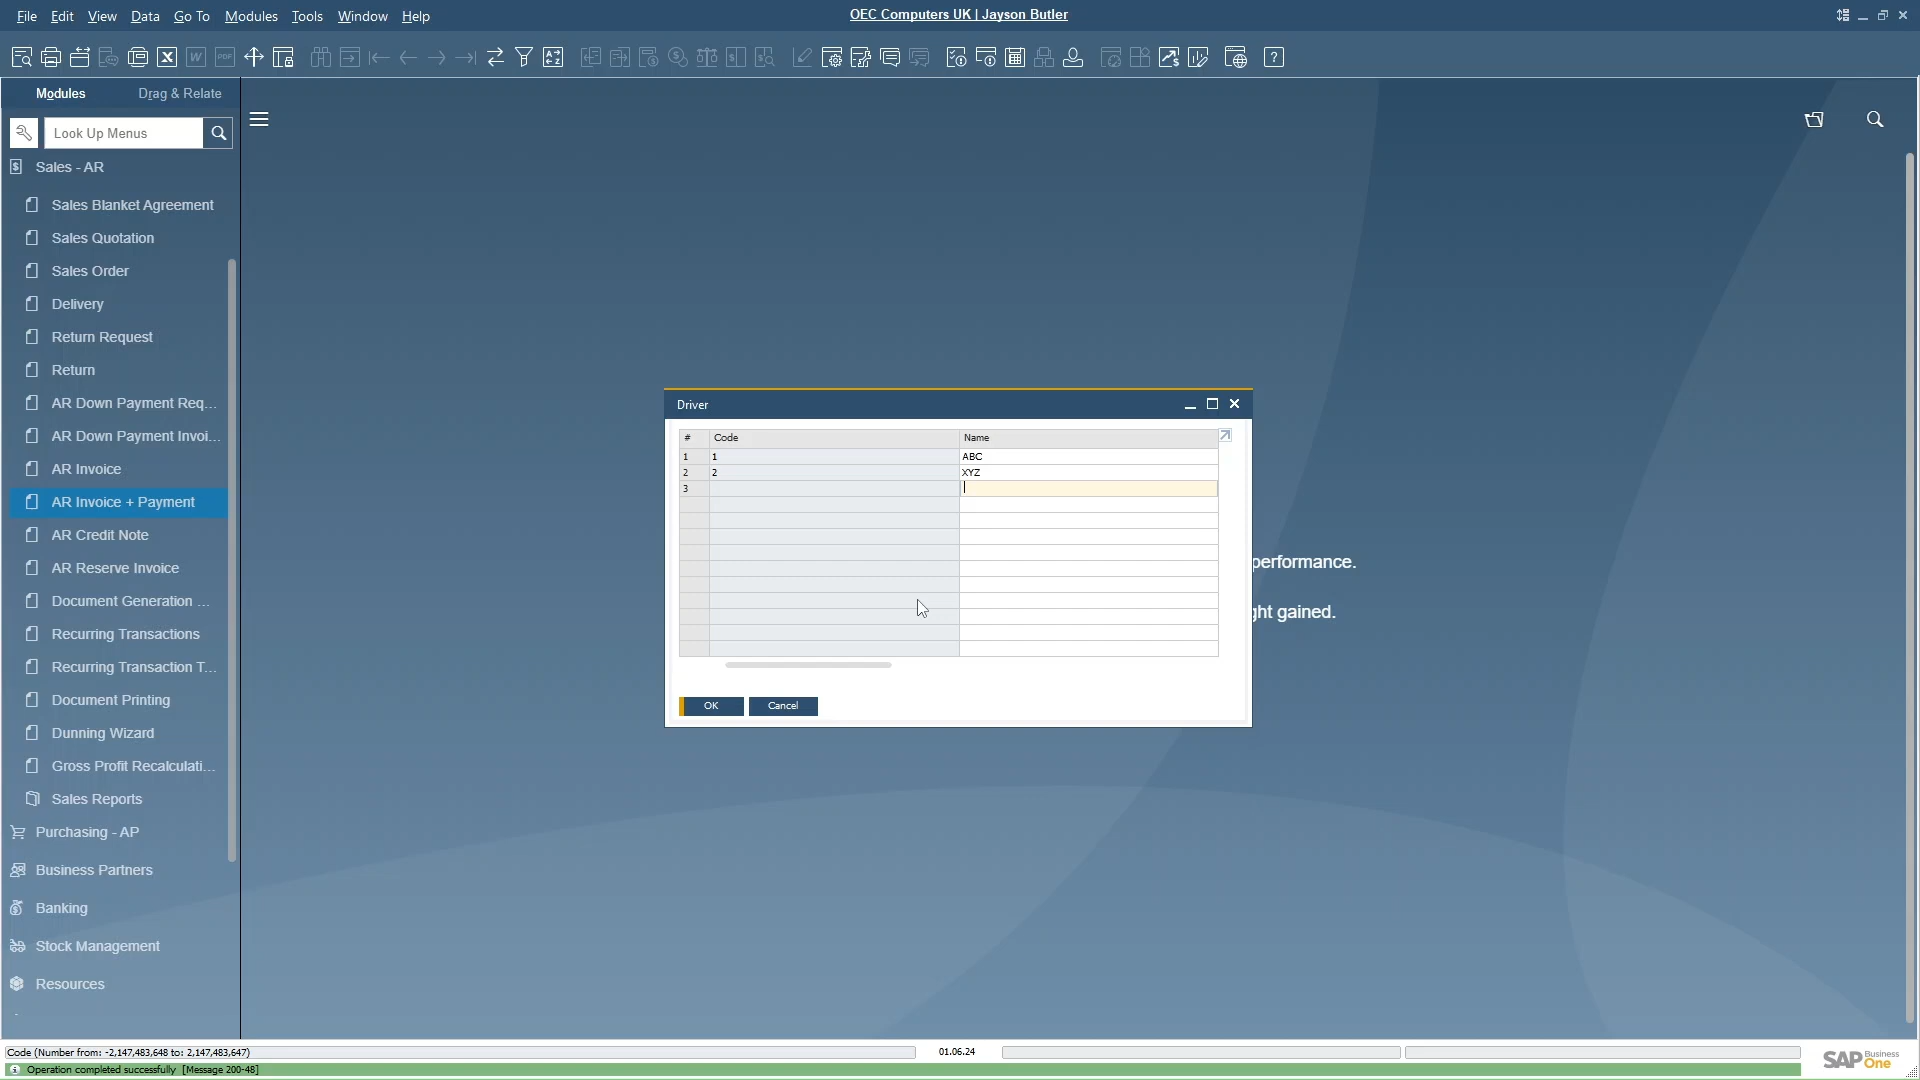 File Edit View Data Go To Modules Tools Window Help
OEC Computers UK | Jayson Butler
Modules Drag & Relate
Look Up Menus
Sales - AR
Sales Blanket Agreement
Sales Quotation
Sales Order
Delivery
Return Request
Return
AR Down Payment Req...
AR Down Payment Invoi...
AR Invoice
AR Invoice + Payment
AR Credit Note
AR Reserve Invoice
Document Generation ...
Recurring Transactions
Recurring Transaction T...
Document Printing
Dunning Wizard
Gross Profit Recalculati...
Sales Reports
Purchasing - AP
Business Partners
Banking
Stock Management
Resources
Driver
# Code Name
1 1 ABC
2 2 XYZ
3
OK Cancel
performance.
ght gained.
Code (Number from: -2,147,483,648 to: 2,147,483,647)
01.06.24
Operation completed successfully [Message 200-48]
SAP Business One